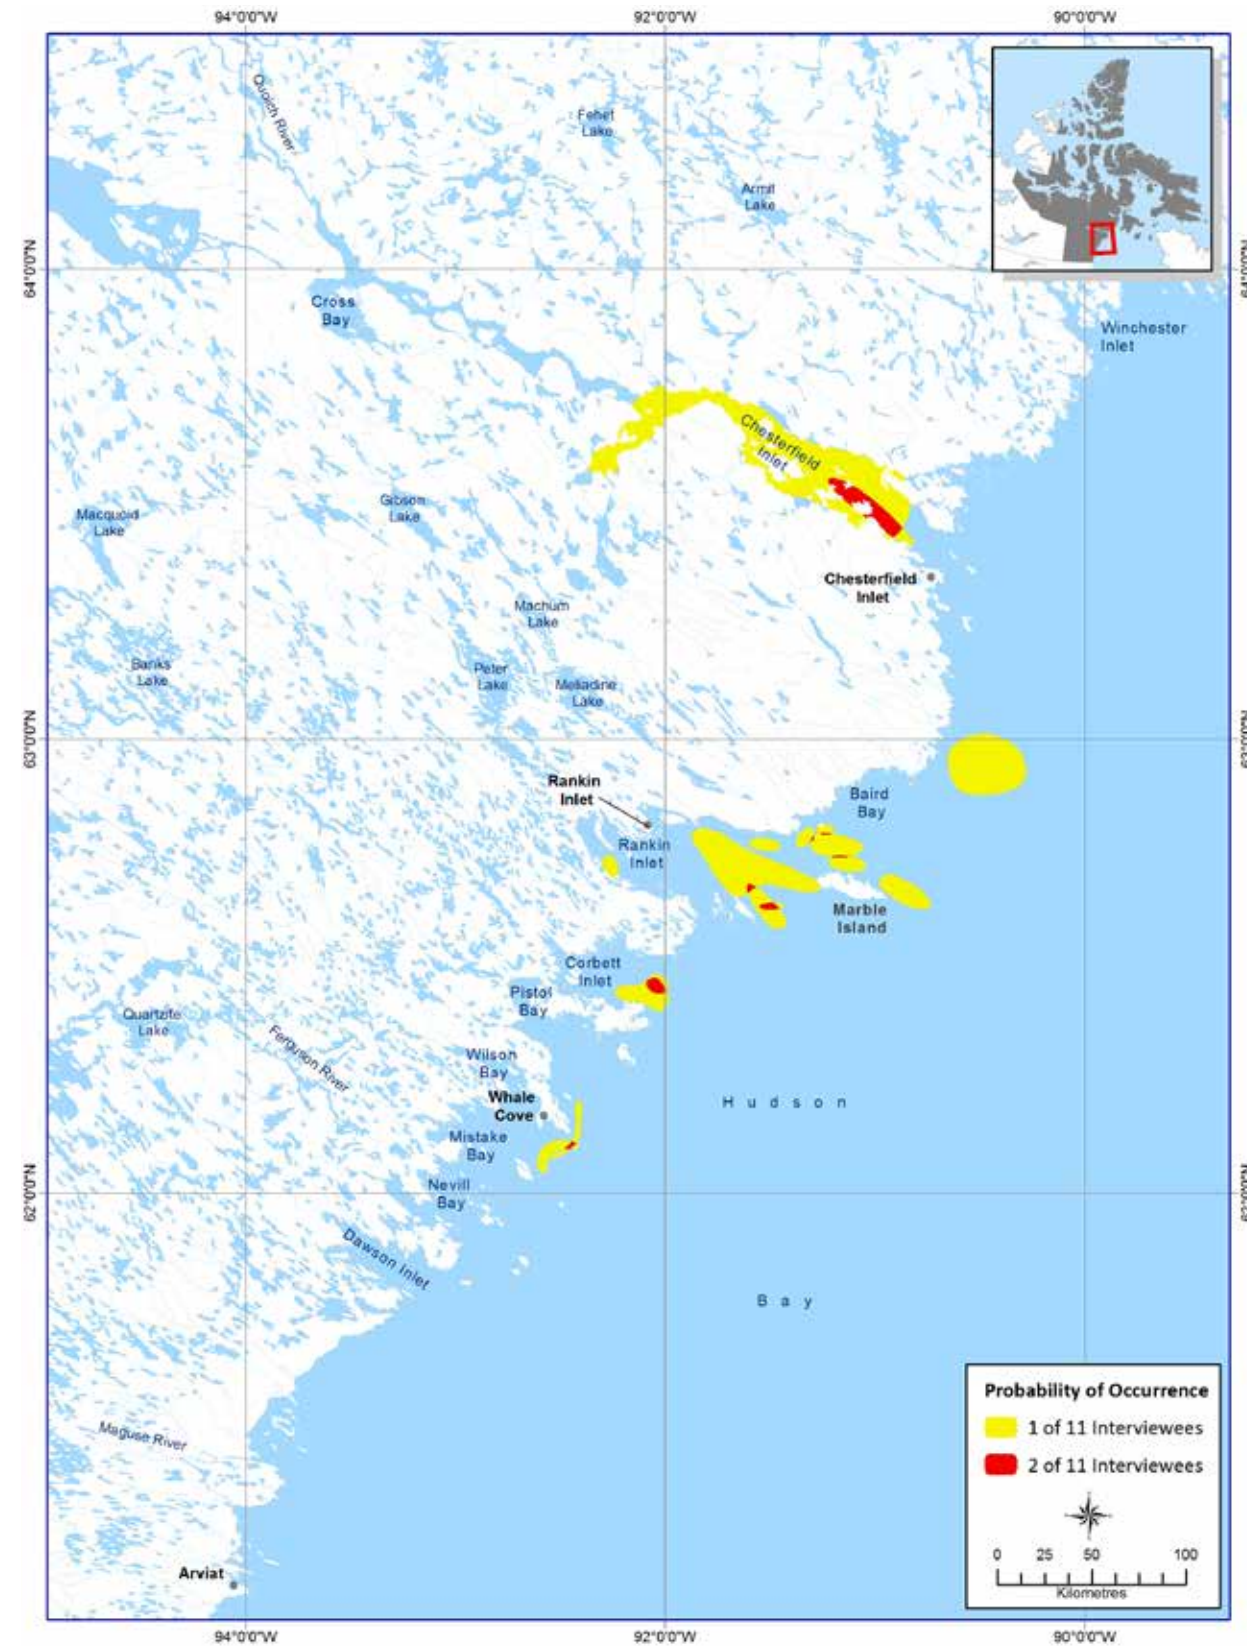 94°0'0"W
92°0'0"W
90°0'0"W
Quoich River
Fehet
Lake
Armit
Lake
64°0'0"N
Cross
Bay
Winchester
Inlet
Chesterfield
Inlet
Gibson
Lake
Macquoid
Lake
Chesterfield
Inlet
Machum
Lake
Banks
Lake
Peter
Lake
Meliadine
Lake
63°0'0"N
63°0'0"N
Rankin
Inlet
Baird
Bay
Rankin
Inlet
Marble
Island
Corbett
Inlet
Pistol
Bay
Quartzite
Lake
Ferguson River
Wilson
Bay
Whale
Cove
Hudson
Mistake
Bay
Nevill
Bay
62°0'0"N
Dawson Inlet
Bay
Maguse River
Arviat
Probability of Occurrence
1 of 11 Interviewees
2 of 11 Interviewees
0 25 50 100
Kilometres
94°0'0"W
92°0'0"W
90°0'0"W